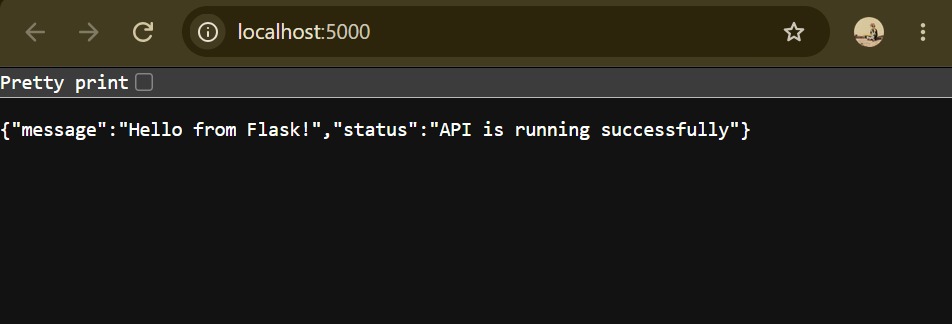 localhost:5000
Pretty print
{"message":"Hello from Flask!","status":"API is running successfully"}